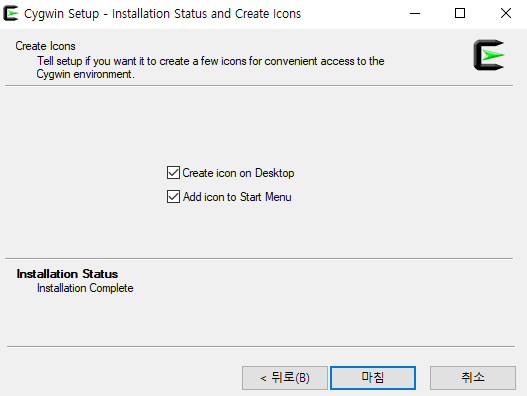 Cygwin Setup - Installation Status and Create Icons
Create Icons
Tell setup if you want it to create a few icons for convenient access to the
Cygwin environment.
Create icon on Desktop
Add icon to Start Menu
Installation Status
Installation Complete
< 뒤로(B)
마침
취소